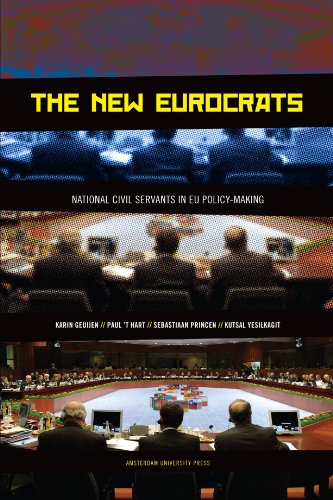 THE NEW EUROCRATS
NATIONAL CIVIL SERVANTS IN EU POLICY-MAKING
KARIN GEUIJEN // PAUL 'T HART // SEBASTIAAN PRINCEN // KUTSAL YESILKAGIT
AMSTERDAM UNIVERSITY PRESS